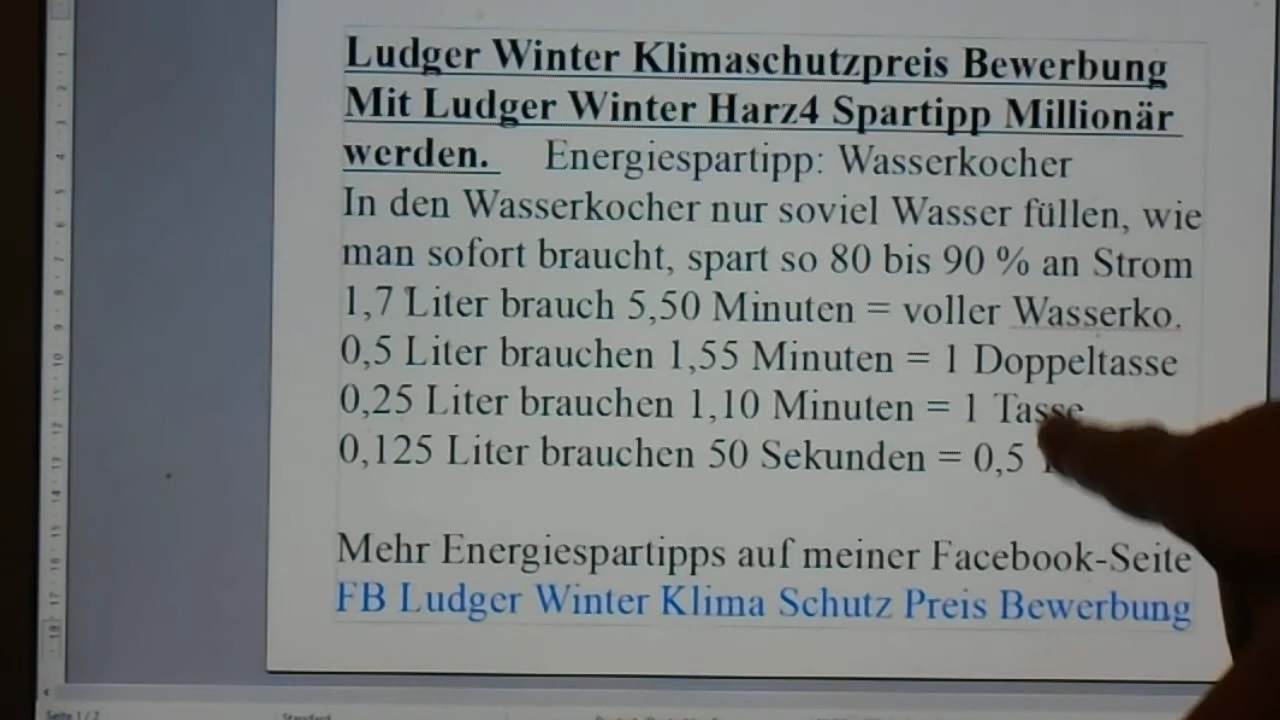 Ludger Winter Klimaschutzpreis Bewerbung
Mit Ludger Winter Harz4 Spartipp Millionär
werden. Energiespartipp: Wasserkocher
In den Wasserkocher nur soviel Wasser füllen, wie
man sofort braucht, spart so 80 bis 90 % an Strom
1,7 Liter brauch 5,50 Minuten = voller Wasserko.
0,5 Liter brauchen 1,55 Minuten = 1 Doppeltasse
0,25 Liter brauchen 1,10 Minuten = 1 Tasse
0,125 Liter brauchen 50 Sekunden = 0,5
Mehr Energiespartipps auf meiner Facebook-Seite
FB Ludger Winter Klima Schutz Preis Bewerbung
Seite 1 / 2 Standard